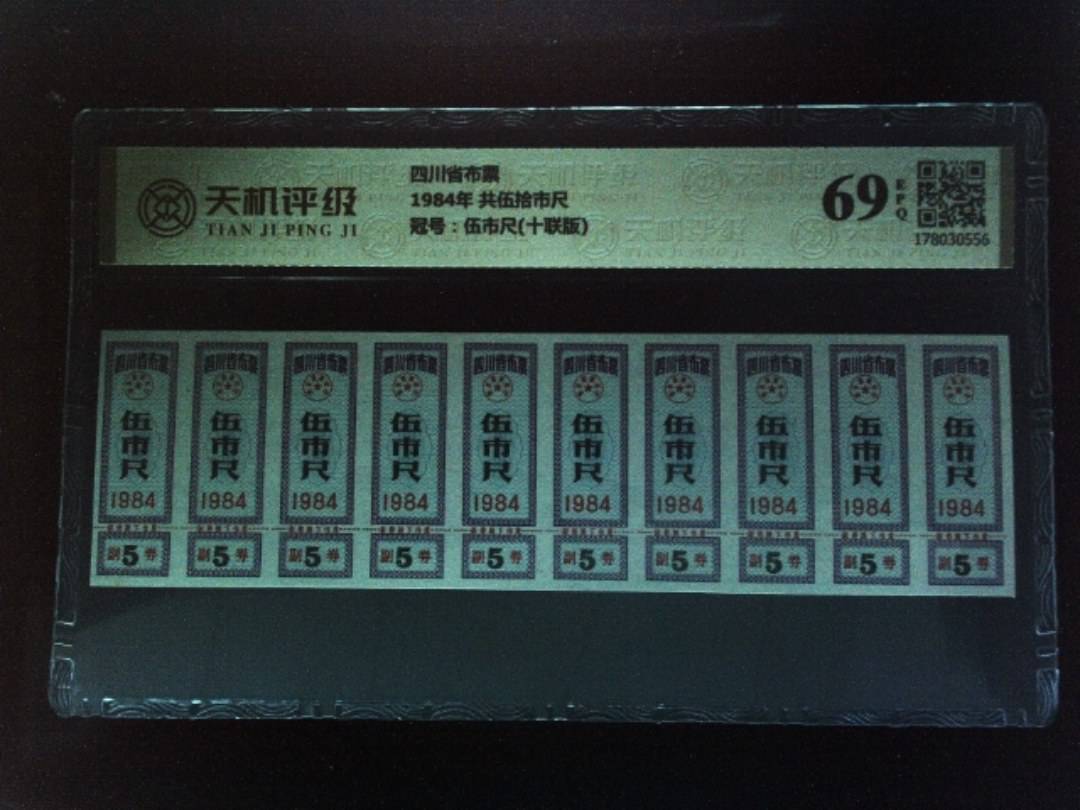 天机评级
TIAN JI PING JI
四川省布票
1984年 共伍拾市尺
冠号：伍市尺(十联版)
69
EPQ
178030556
四川省布票 四川省布票 四川省布票 四川省布票 四川省布票 四川省布票 四川省布票 四川省布票 四川省布票 四川省布票
伍市尺 伍市尺 伍市尺 伍市尺 伍市尺 伍市尺 伍市尺 伍市尺 伍市尺 伍市尺
1984 1984 1984 1984 1984 1984 1984 1984 1984 1984
副5券 副5券 副5券 副5券 副5券 副5券 副5券 副5券 副5券 副5券